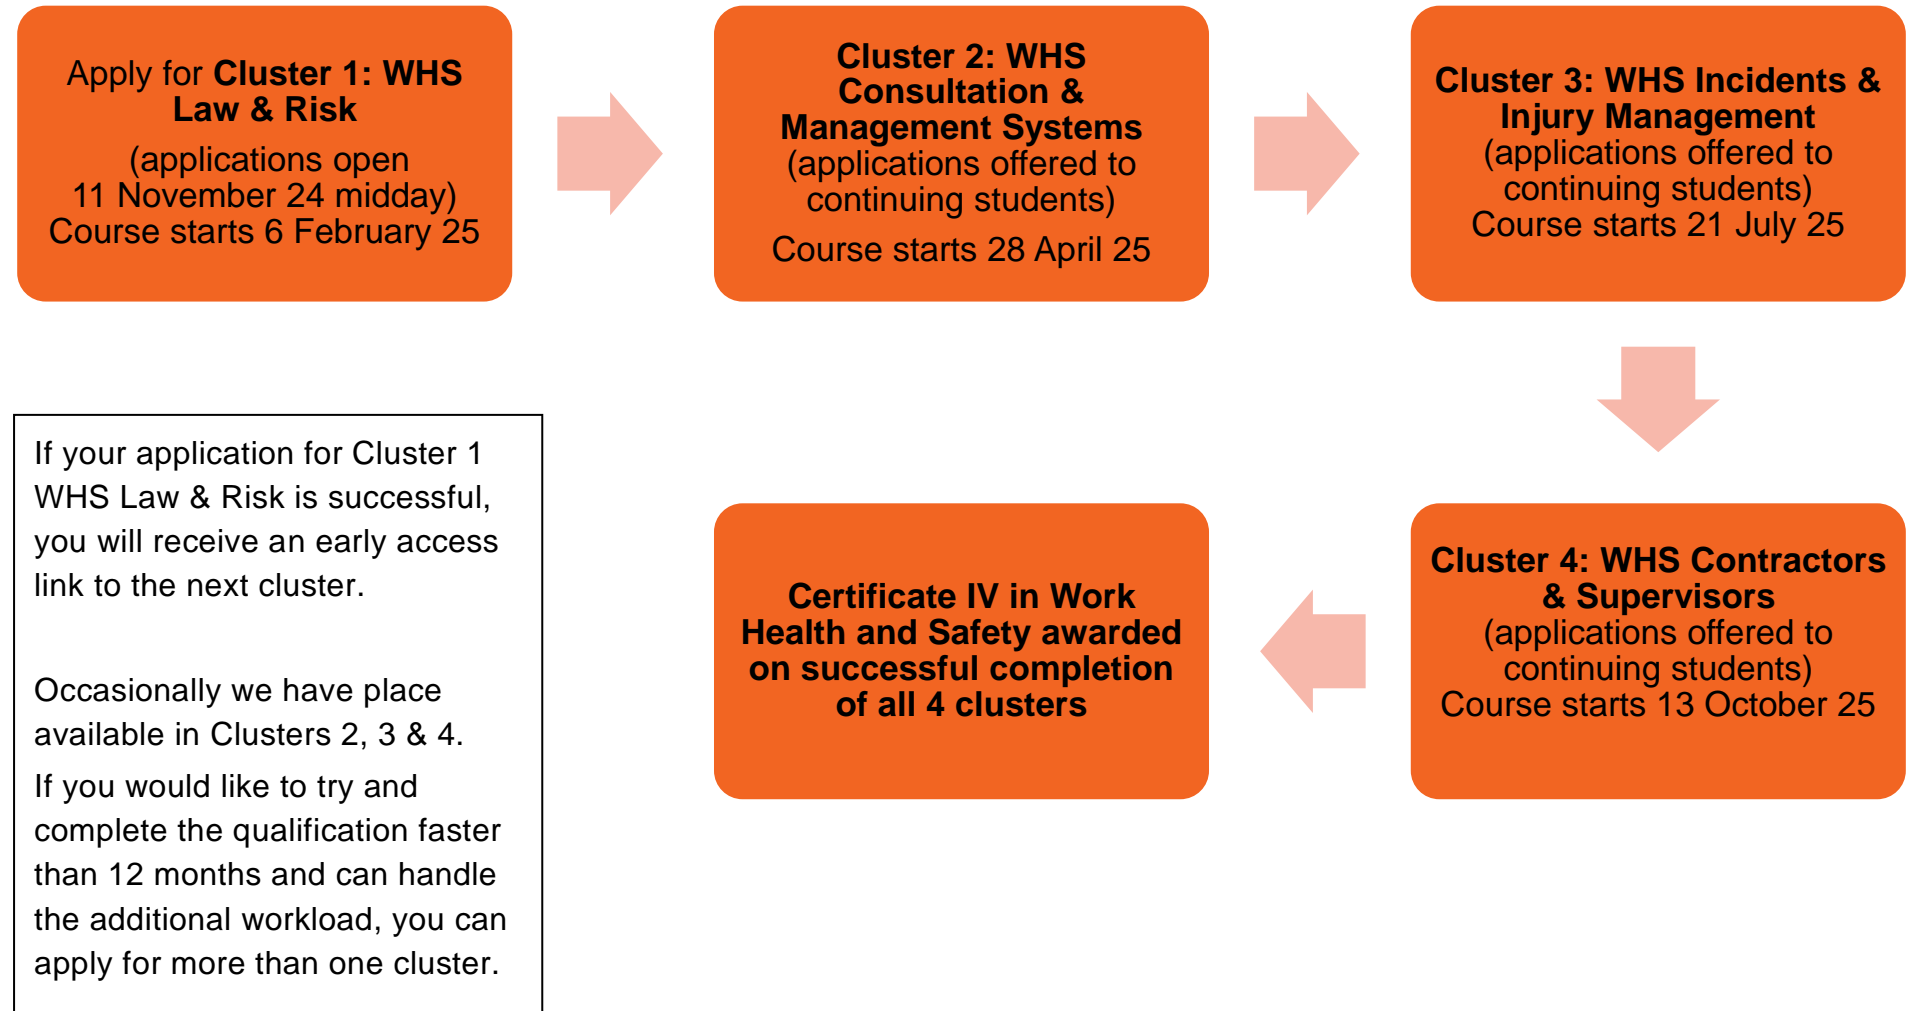 Apply for Cluster 1: WHS
Law & Risk
(applications open
11 November 24 midday)
Course starts 6 February 25
Cluster 2: WHS
Consultation &
Management Systems
(applications offered to
continuing students)
Course starts 28 April 25
Cluster 3: WHS Incidents &
Injury Management
(applications offered to
continuing students)
Course starts 21 July 25
Cluster 4: WHS Contractors
& Supervisors
(applications offered to
continuing students)
Course starts 13 October 25
Certificate IV in Work
Health and Safety awarded
on successful completion
of all 4 clusters
If your application for Cluster 1
WHS Law & Risk is successful,
you will receive an early access
link to the next cluster.
Occasionally we have place
available in Clusters 2, 3 & 4.
If you would like to try and
complete the qualification faster
than 12 months and can handle
the additional workload, you can
apply for more than one cluster.